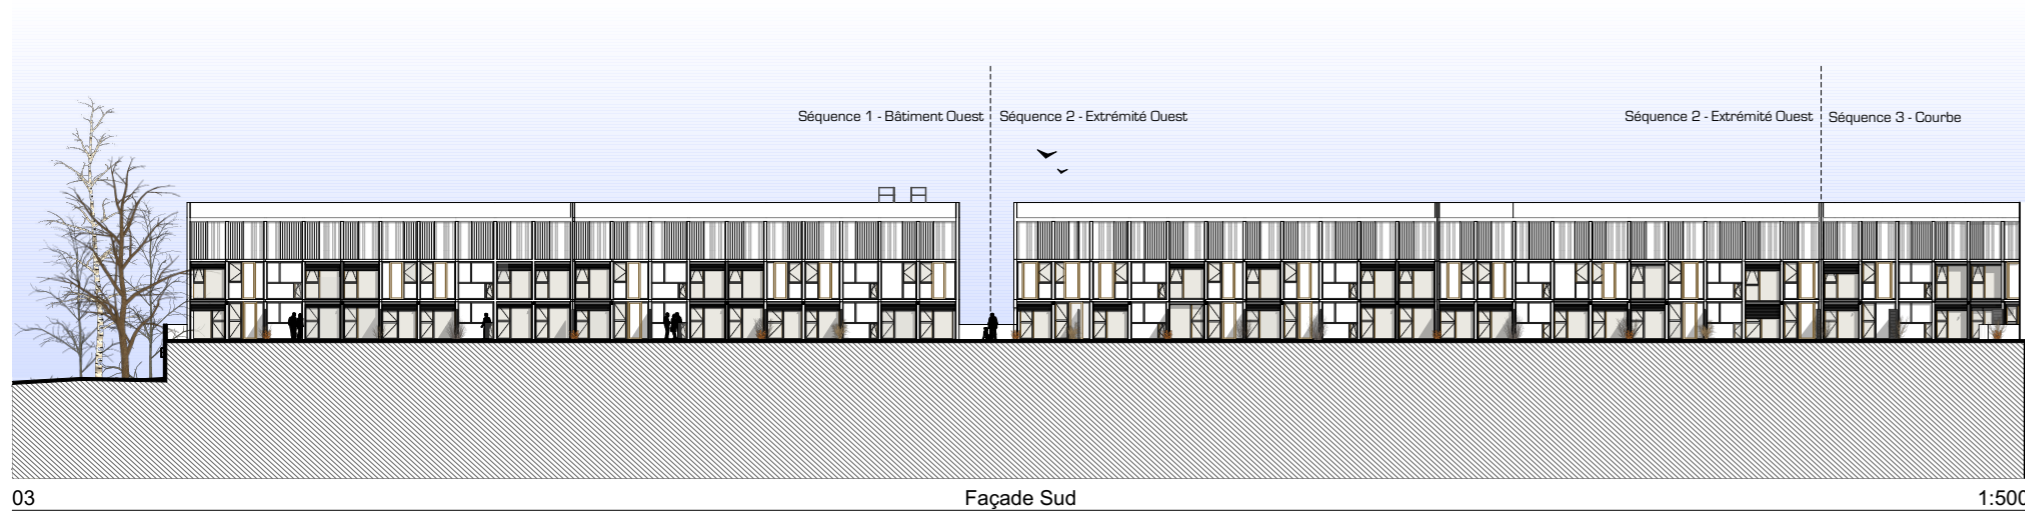 Séquence 1 - Bâtiment Ouest
Séquence 2 - Extrémité Ouest
Séquence 2 - Extrémité Ouest
Séquence 3 - Courbe
03
Façade Sud
1:500